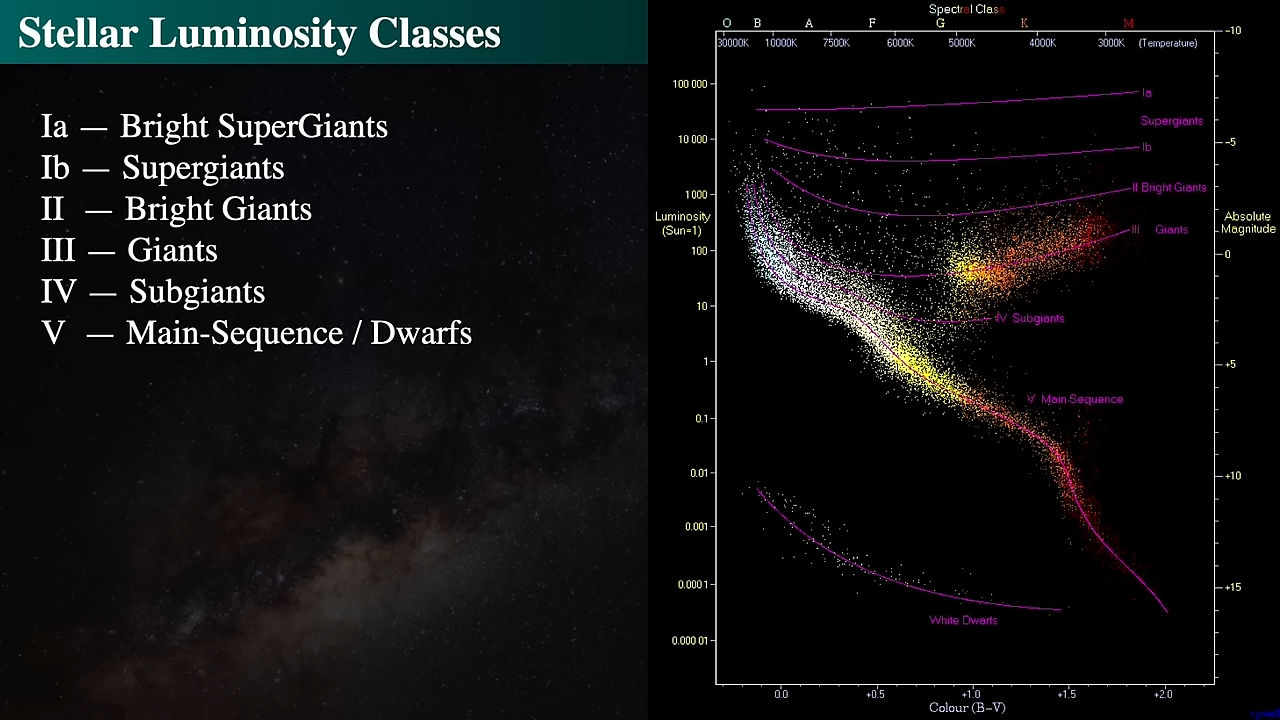 Stellar Luminosity Classes
Ia — Bright SuperGiants
Ib — Supergiants
II — Bright Giants
III — Giants
IV — Subgiants
V — Main-Sequence / Dwarfs
Spectral Class
O B A F G K M
30000K 10000K 7500K 6000K 5000K 4000K 3000K (Temperature)
-10
100 000
Ia
Supergiants
10 000
Ib
-5
1000
II Bright Giants
Luminosity
(Sun=1)
III Giants
Absolute
Magnitude
100
0
10
IV Subgiants
1
+5
V Main-Sequence
0.1
0.01
+10
0.001
0.0001
+15
White Dwarfs
0.000 01
0.0 +0.5 +1.0 +1.5 +2.0
Colour (B-V)